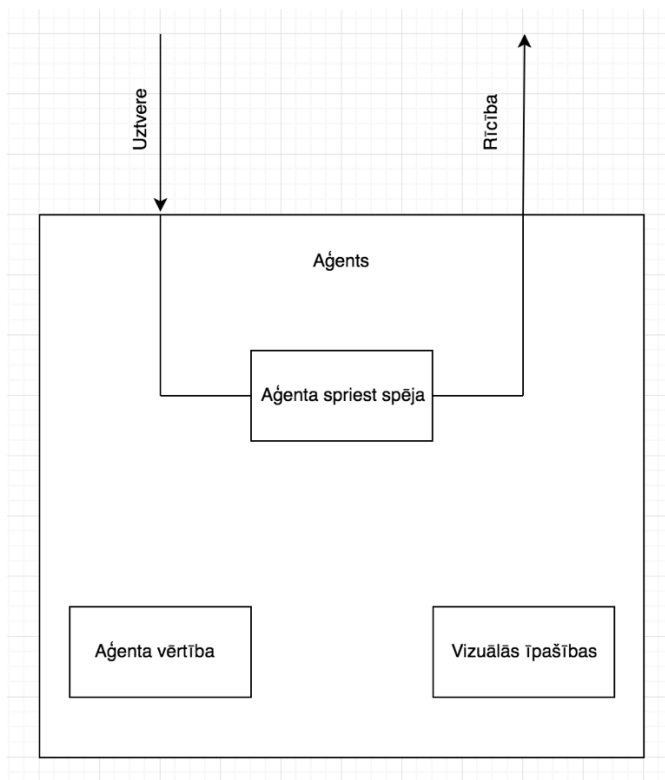 Uztvere
Rīcība
Aģents
Aģenta spriest spēja
Aģenta vērtība
Vizuālās īpašības